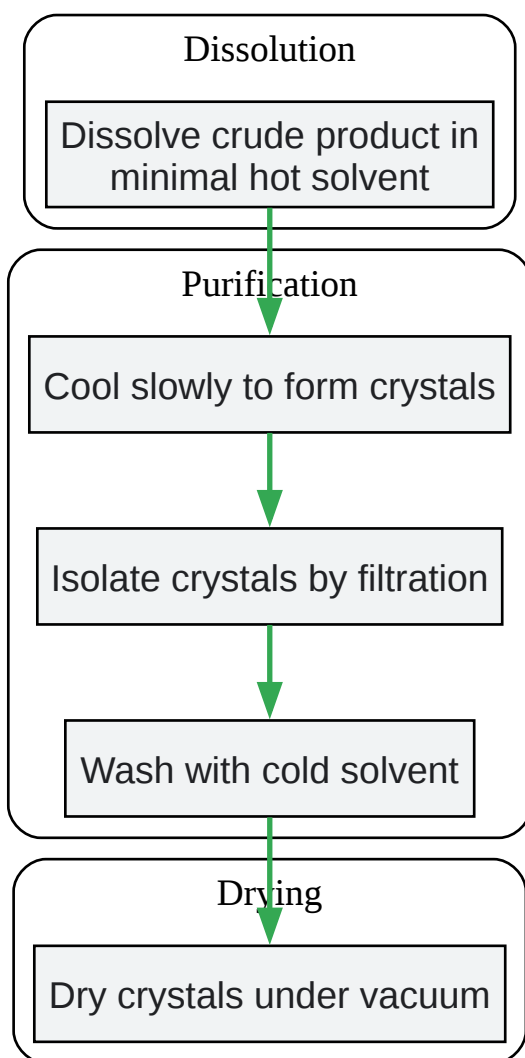 Dissolution
Dissolve crude product in
minimal hot solvent
Purification
Cool slowly to form crystals
Isolate crystals by filtration
Wash with cold solvent
Drying
Dry crystals under vacuum